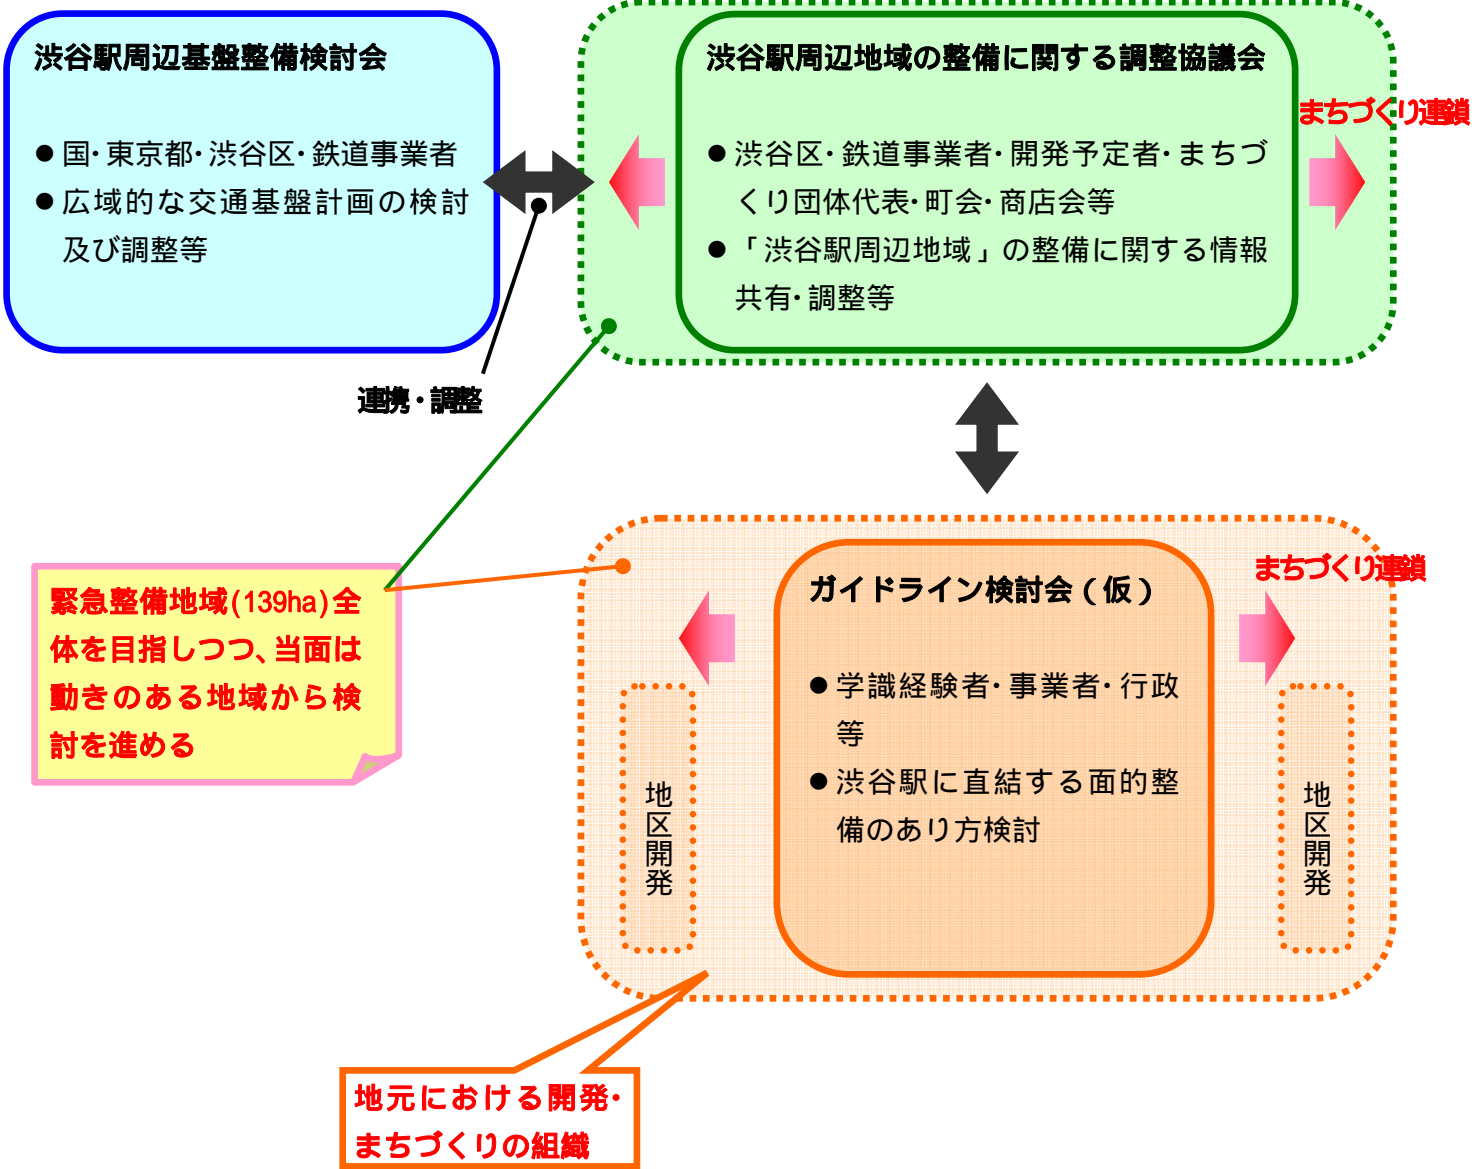 渋谷駅周辺基盤整備検討会
●国・東京都・渋谷区・鉄道事業者
●広域的な交通基盤計画の検討
及び調整等
渋谷駅周辺地域の整備に関する調整協議会
●渋谷区・鉄道事業者・開発予定者・まちづ
くり団体代表・町会・商店会等
●「渋谷駅周辺地域」の整備に関する情報
共有・調整等
まちづくり連鎖
連携・調整
緊急整備地域(139ha)全
体を目指しつつ、当面は
動きのある地域から検
討を進める
ガイドライン検討会(仮)
●学識経験者・事業者・行政
等
●渋谷駅に直結する面的整
備のあり方検討
まちづくり連鎖
地区開発
地区開発
地元における開発・
まちづくりの組織